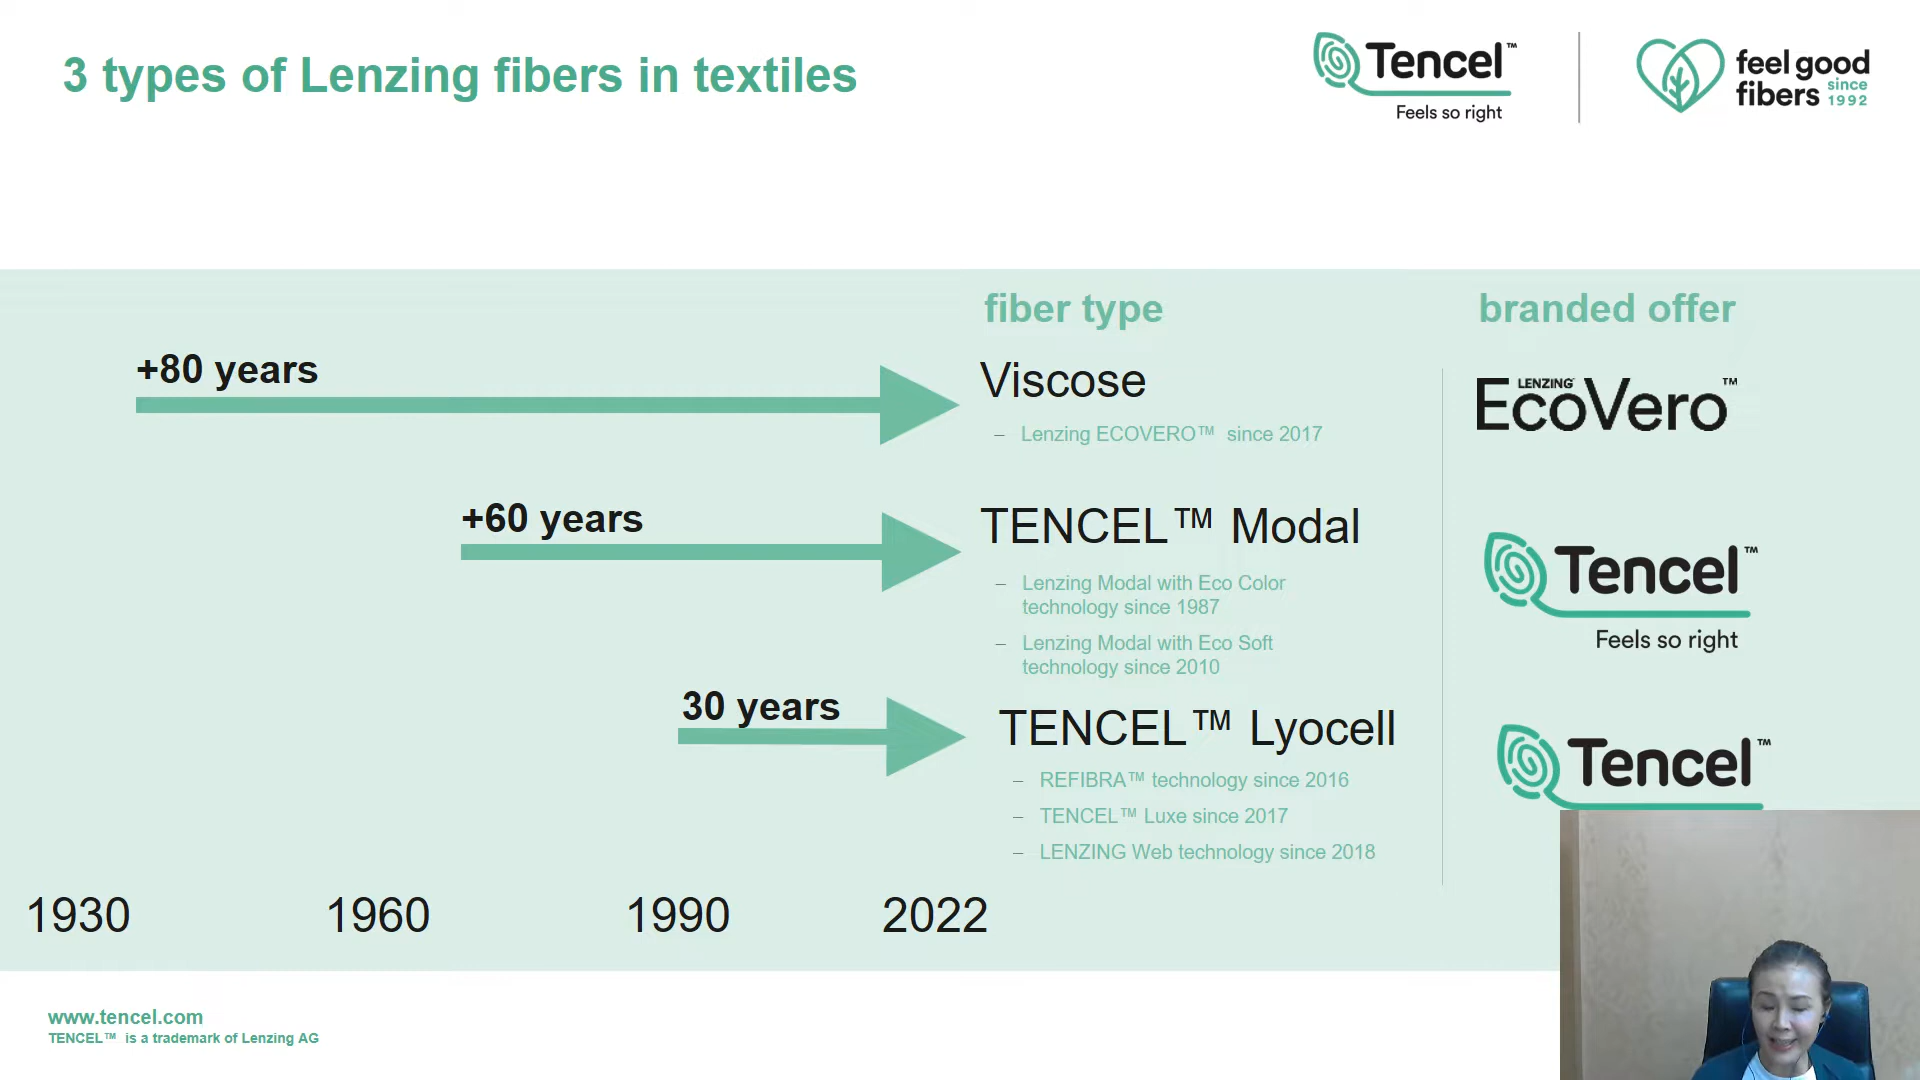 3 types of Lenzing fibers in textiles
Tencel™
Feels so right
feel good
fibers since
1992
fiber type
branded offer
+80 years
Viscose
– Lenzing ECOVERO™ since 2017
LENZING™
EcoVero™
+60 years
TENCEL™ Modal
– Lenzing Modal with Eco Color
technology since 1987
– Lenzing Modal with Eco Soft
technology since 2010
Tencel™
Feels so right
30 years
TENCEL™ Lyocell
– REFIBRA™ technology since 2016
– TENCEL™ Luxe since 2017
– LENZING Web technology since 2018
Tencel™
1930
1960
1990
2022
www.tencel.com
TENCEL™ is a trademark of Lenzing AG